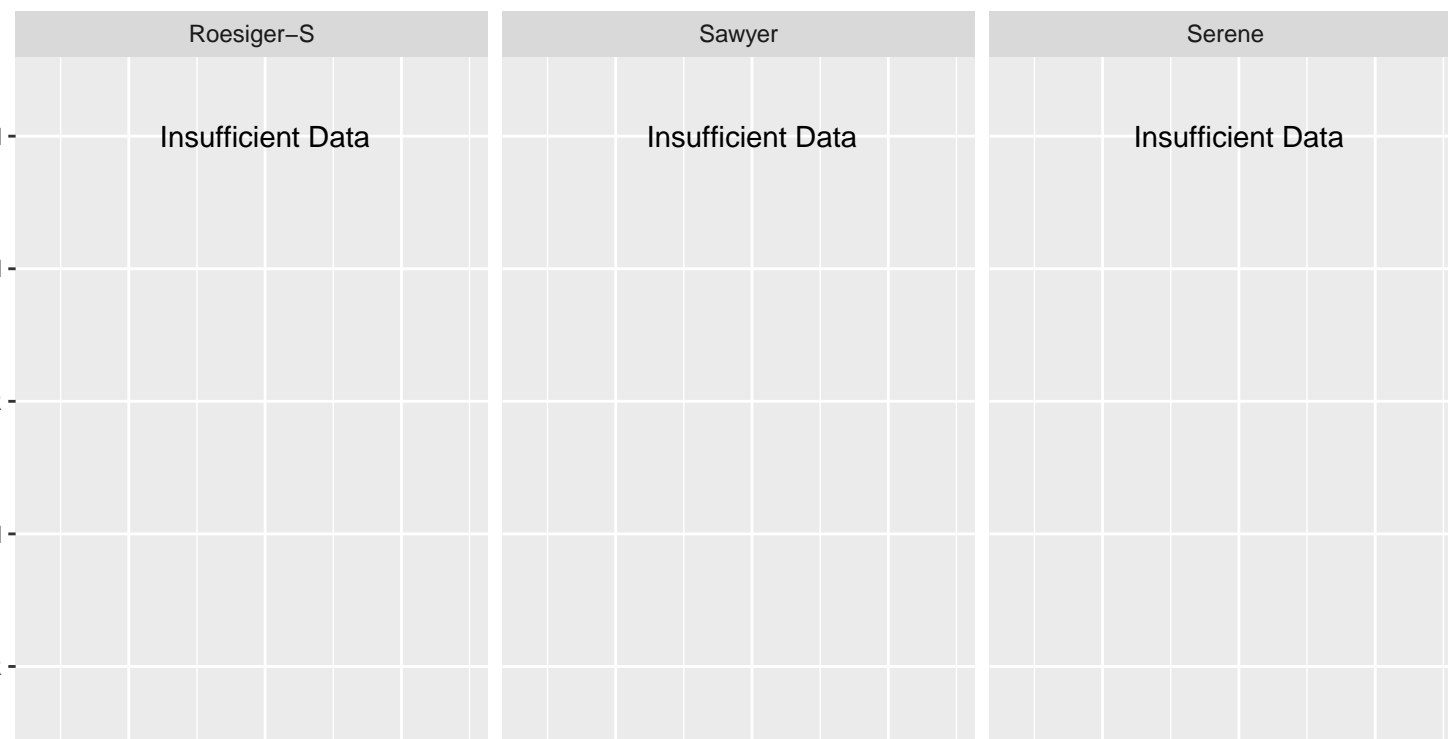 Roesiger−S
Sawyer
Serene
Insufficient Data
Insufficient Data
Insufficient Data